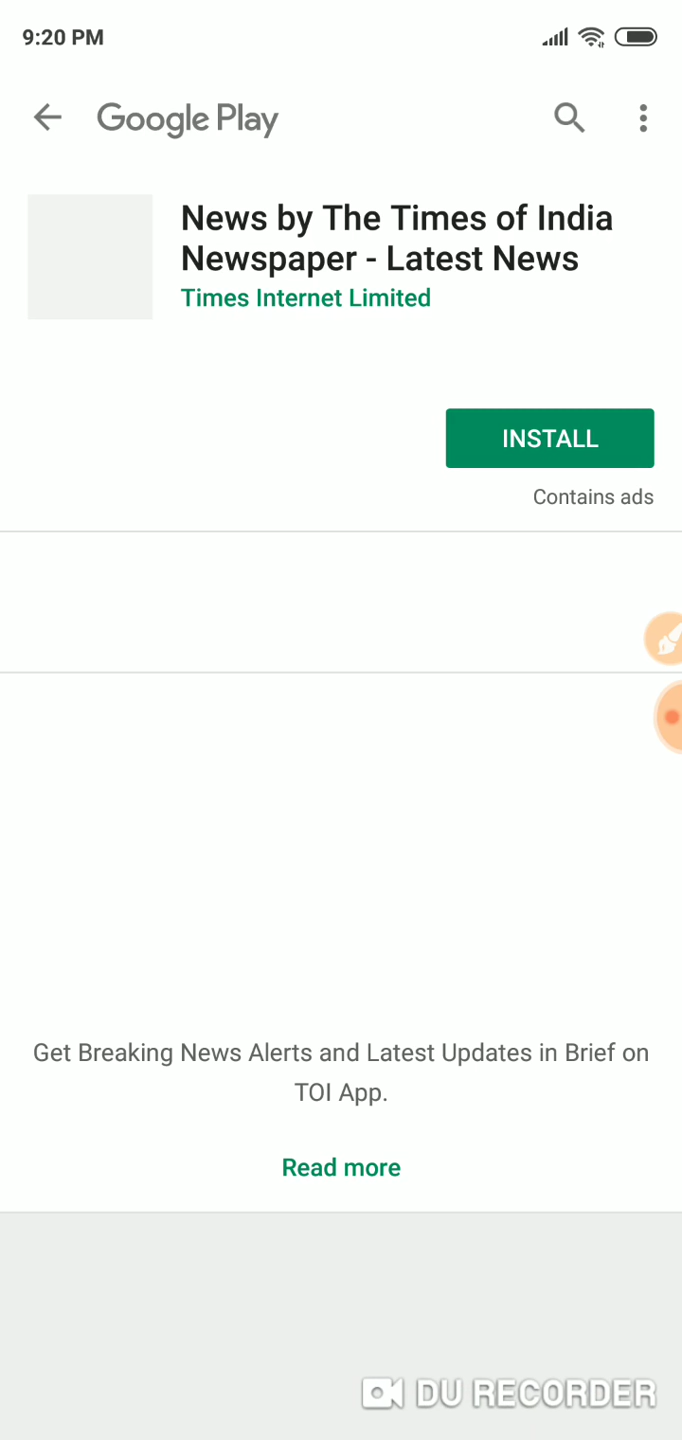 9:20 PM
Google Play
News by The Times of India
Newspaper - Latest News
Times Internet Limited
INSTALL
Contains ads
Get Breaking News Alerts and Latest Updates in Brief on
TOI App.
Read more
DU RECORDER